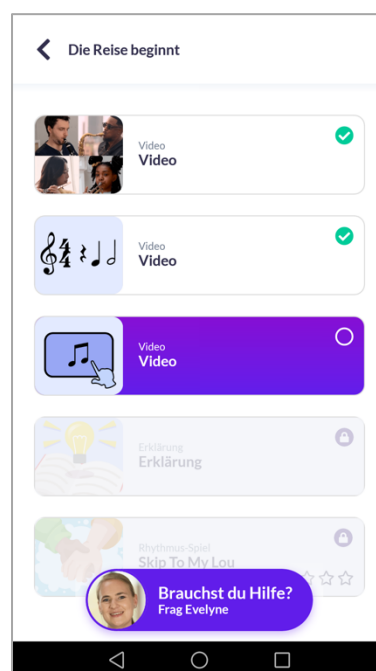 Die Reise beginnt
Video
Video
Video
Video
Video
Video
Erklärung
Erklärung
Rhythmus-Spiel
Skip To My Lou
Brauchst du Hilfe?
Frag Evelyne